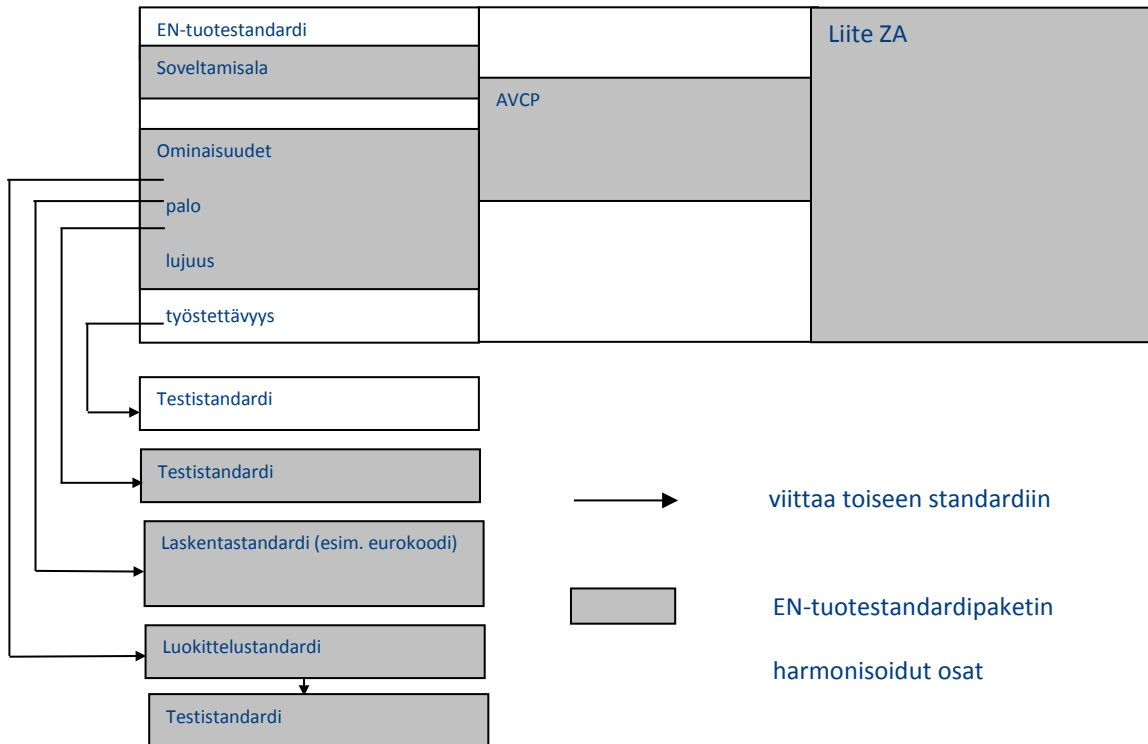 EN-tuotestandardi
Soveltamisala
Ominaisuudet
palo
lujuus
työstettävyys
AVCP
Liite ZA
Testistandardi
Testistandardi
Laskentastandardi (esim. eurokoodi)
Luokittelustandardi
Testistandardi
viittaa toiseen standardiin
EN-tuotestandardipaketin
harmonisoidut osat